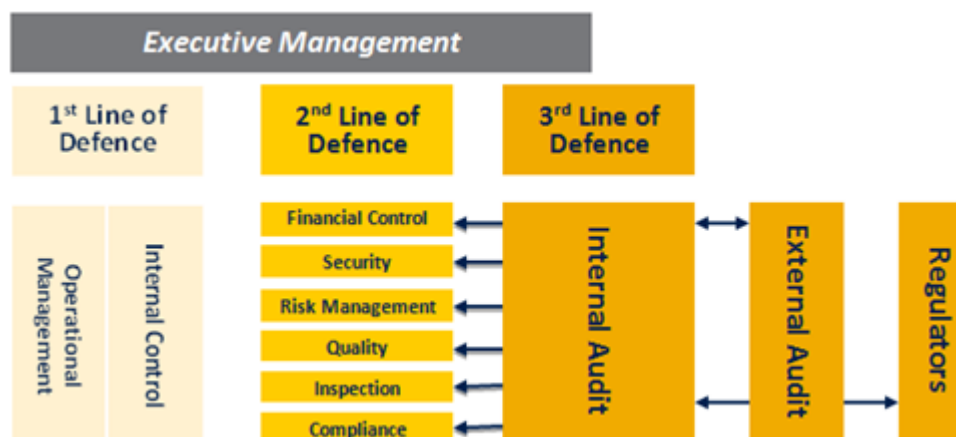 Executive Management
1st Line of
Defence
2nd Line of
Defence
3rd Line of
Defence
Operational
Management
Internal Control
Financial Control
Security
Risk Management
Quality
Inspection
Compliance
Internal Audit
External Audit
Regulators